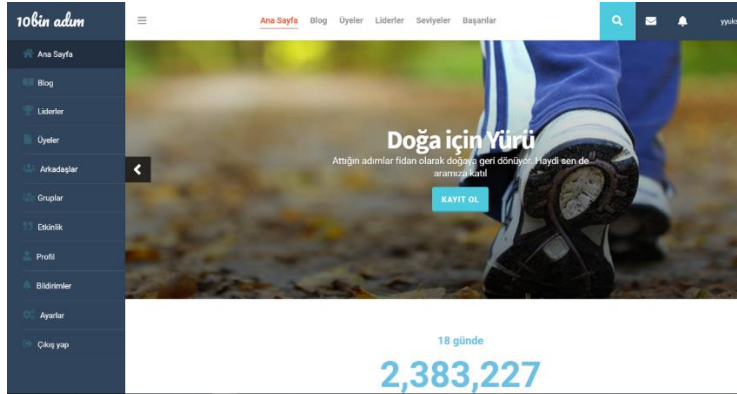 10bin adım
Ana Sayfa Blog Üyeler Liderler Seviyeler Başarılar
Ana Sayfa
Blog
Liderler
Üyeler
Arkadaşlar
Gruplar
Etkinlik
Profil
Bildirimler
Ayarlar
Çıkış yap
Doğa için Yürü
Attığın adımlar fidan olarak doğaya geri dönüyor. Haydi sen de
aramıza katıl
KAYIT OL
18 günde
2,383,227